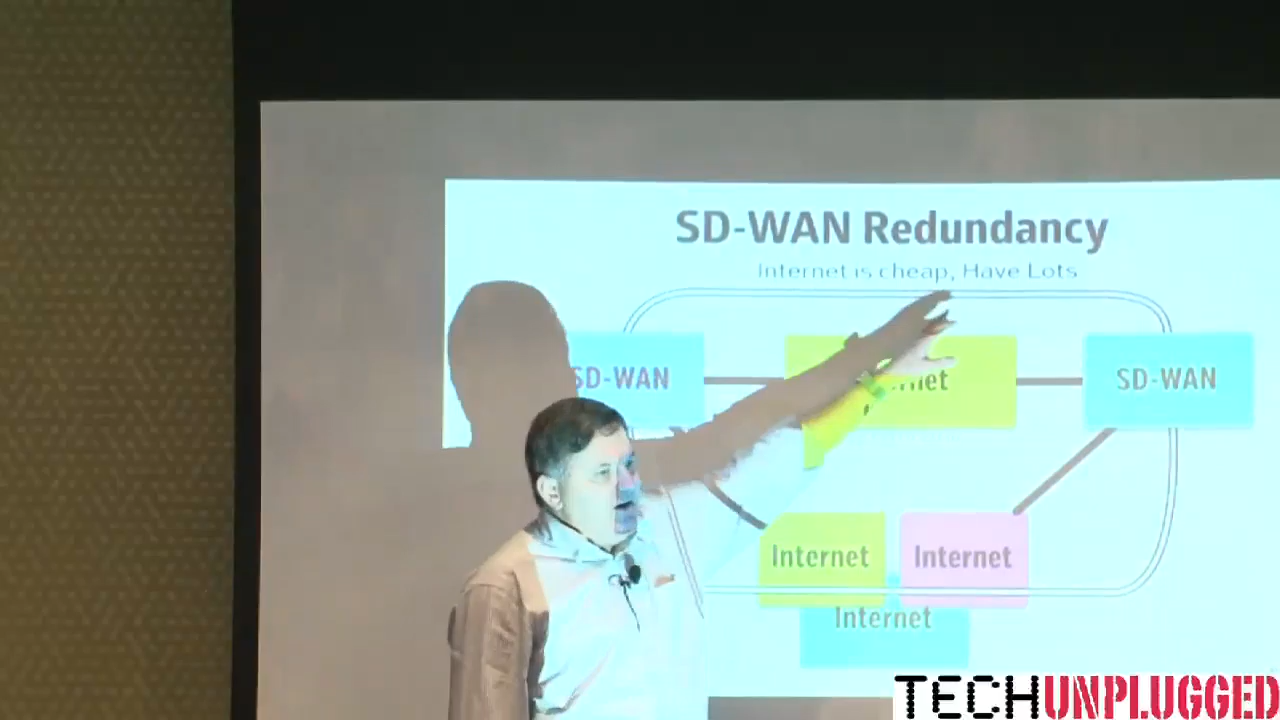 SD-WAN Redundancy
Internet is cheap, Have Lots
SD-WAN
SD-WAN
Internet
Internet
Internet
TECHUNPLUGGED